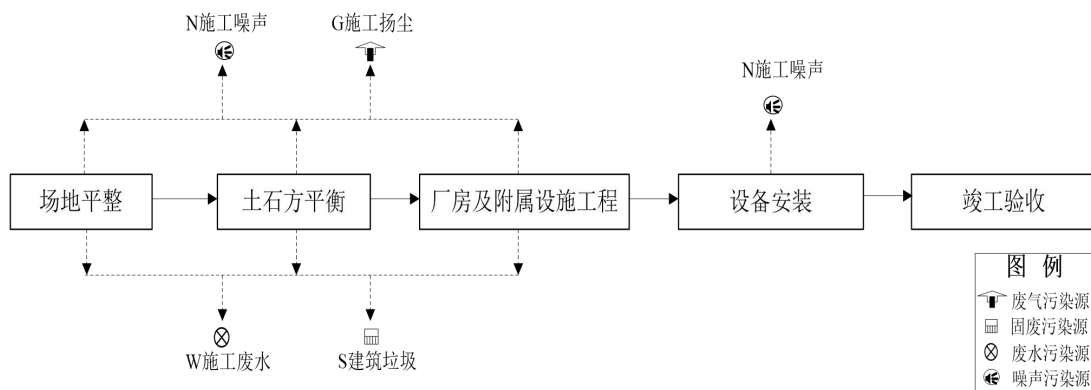 N施工噪声
G施工扬尘
N施工噪声
场地平整
土石方平衡
厂房及附属设施工程
设备安装
竣工验收
W施工废水
S建筑垃圾
图 例
废气污染源
固废污染源
废水污染源
噪声污染源